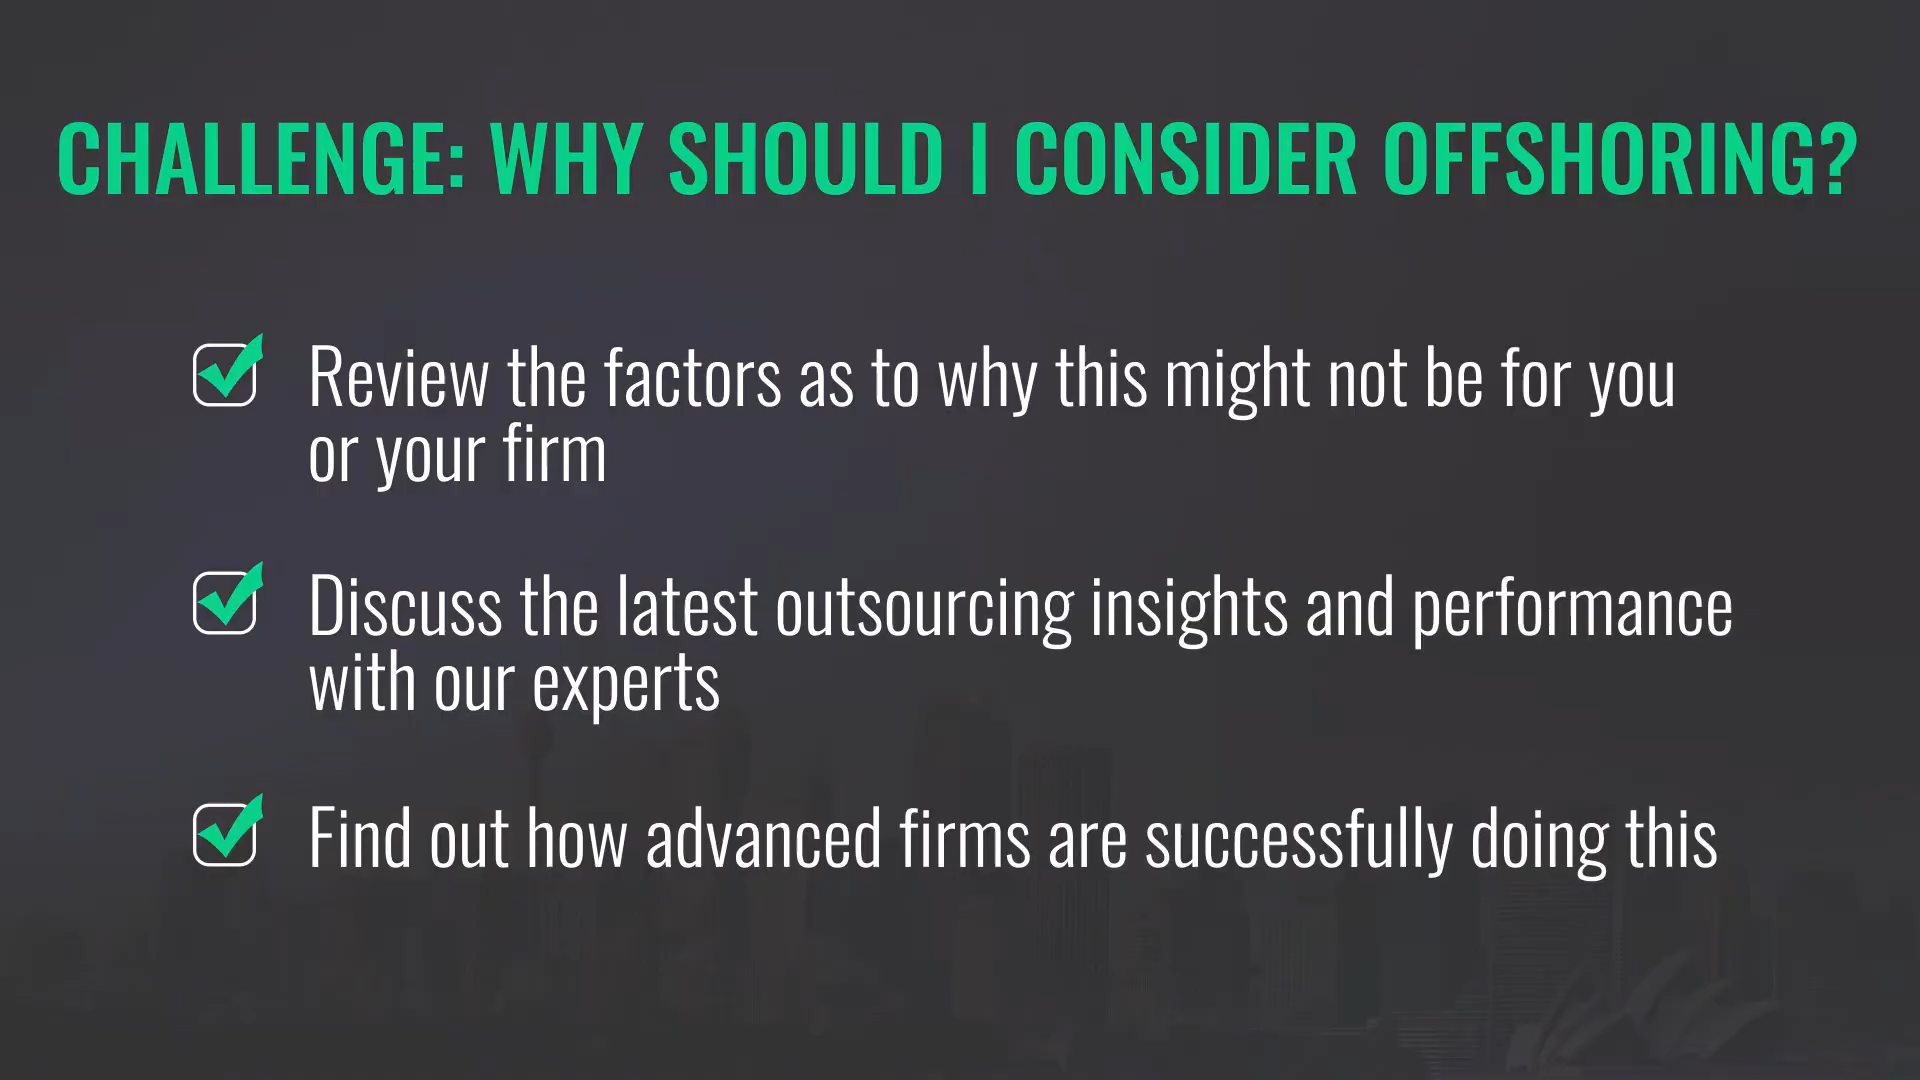 CHALLENGE: WHY SHOULD I CONSIDER OFFSHORING?
Review the factors as to why this might not be for you
or your firm
Discuss the latest outsourcing insights and performance
with our experts
Find out how advanced firms are successfully doing this